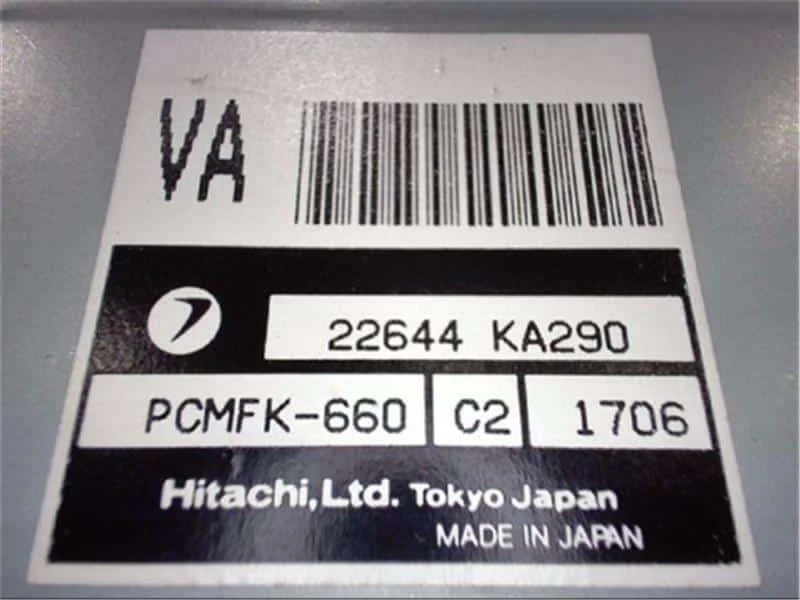 VA
22644 KA290
PCMFK-660 C2 1706
Hitachi,Ltd. Tokyo Japan
MADE IN JAPAN